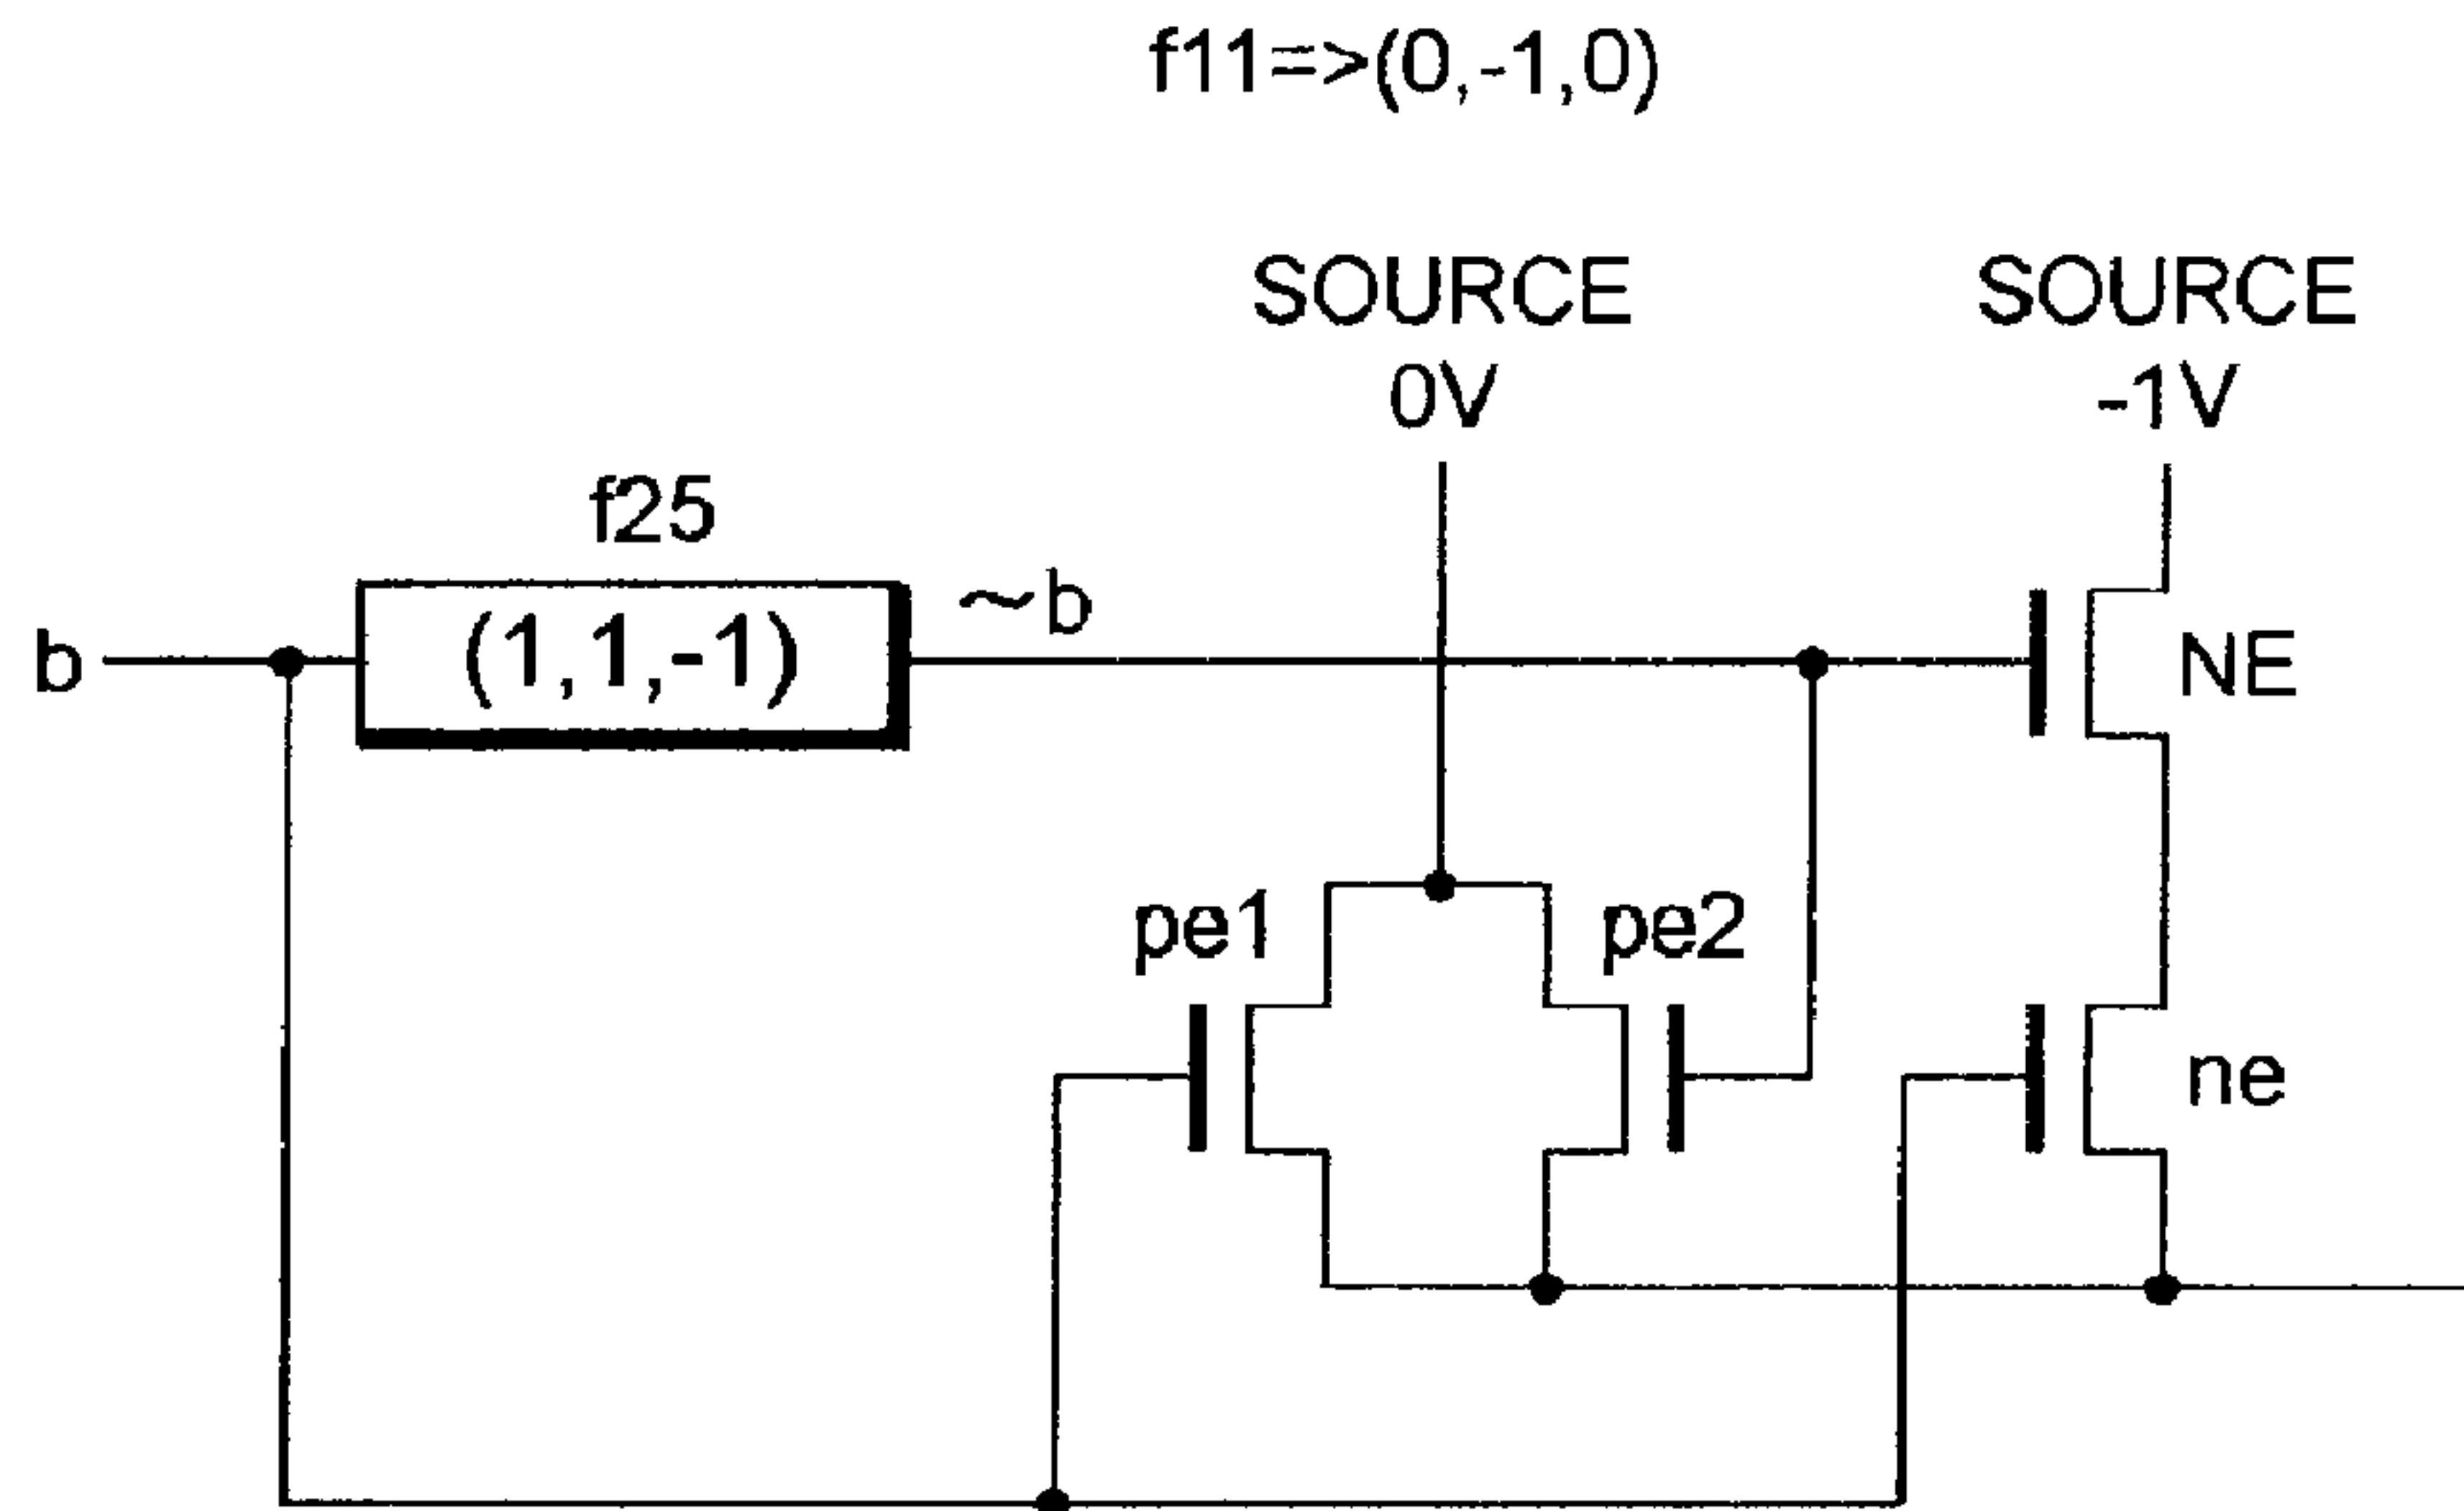 f11=>(0,-1,0)
SOURCE
0V
SOURCE
-1V
f25
b
(1,1,-1)
~b
NE
pe1
pe2
ne